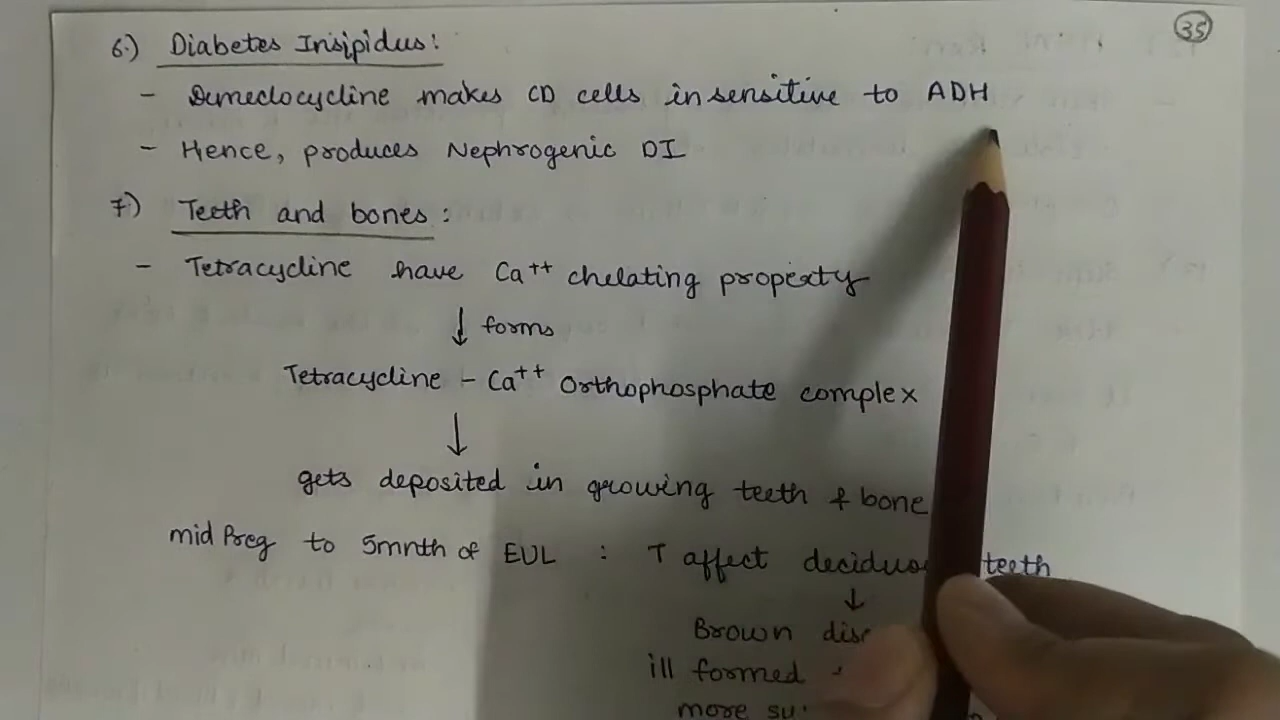 35
6.) Diabetes Insipidus:
- Demeclocycline makes CD cells insensitive to ADH
- Hence, produces Nephrogenic DI
7) Teeth and bones:
- Tetracycline have Ca++ chelating property
↓ forms
Tetracycline - Ca++ Orthophosphate complex
↓
gets deposited in growing teeth & bone
mid Preg to 5mnth of EUL : T affect deciduo teeth
↓
Brown
ill formed
more